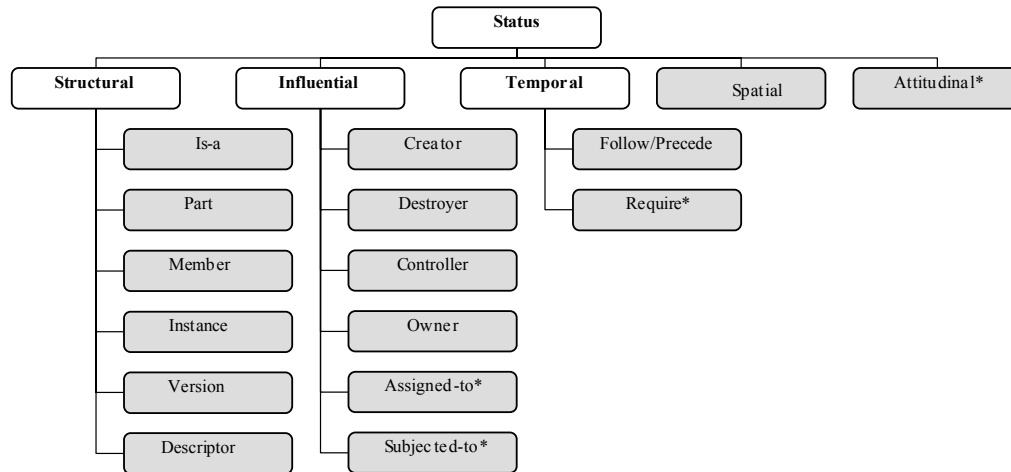 Status
Structural
Influential
Temporal
Spatial
Attitudinal*
Is-a
Part
Member
Instance
Version
Descriptor
Creator
Destroyer
Controller
Owner
Assigned-to*
Subjected-to*
Follow/Precede
Require*